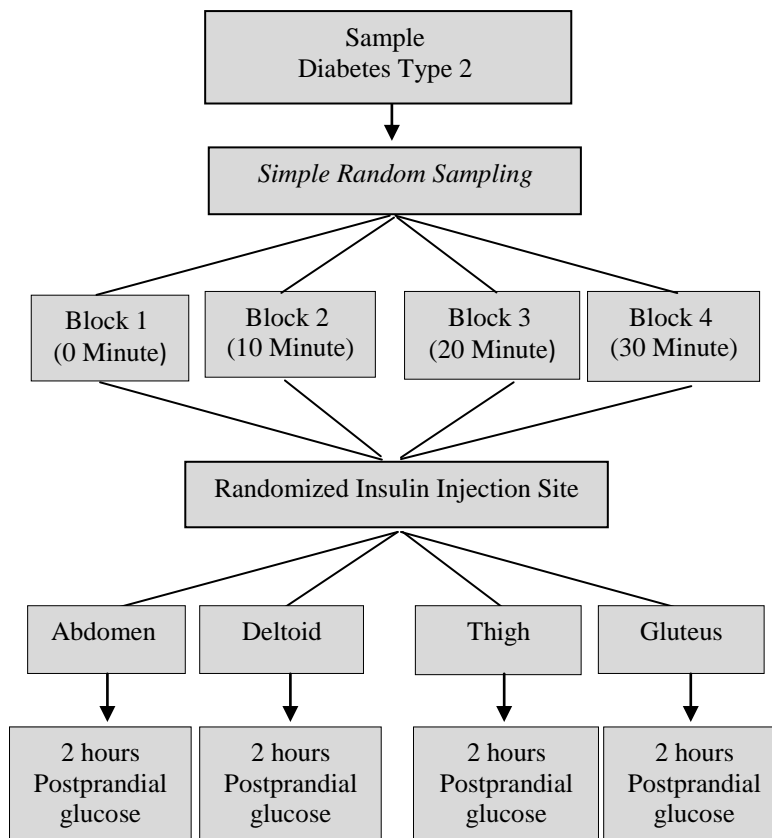 Sample
Diabetes Type 2
Simple Random Sampling
Block 1
(0 Minute)
Block 2
(10 Minute)
Block 3
(20 Minute)
Block 4
(30 Minute)
Randomized Insulin Injection Site
Abdomen
Deltoid
Thigh
Gluteus
2 hours
Postprandial
glucose
2 hours
Postprandial
glucose
2 hours
Postprandial
glucose
2 hours
Postprandial
glucose